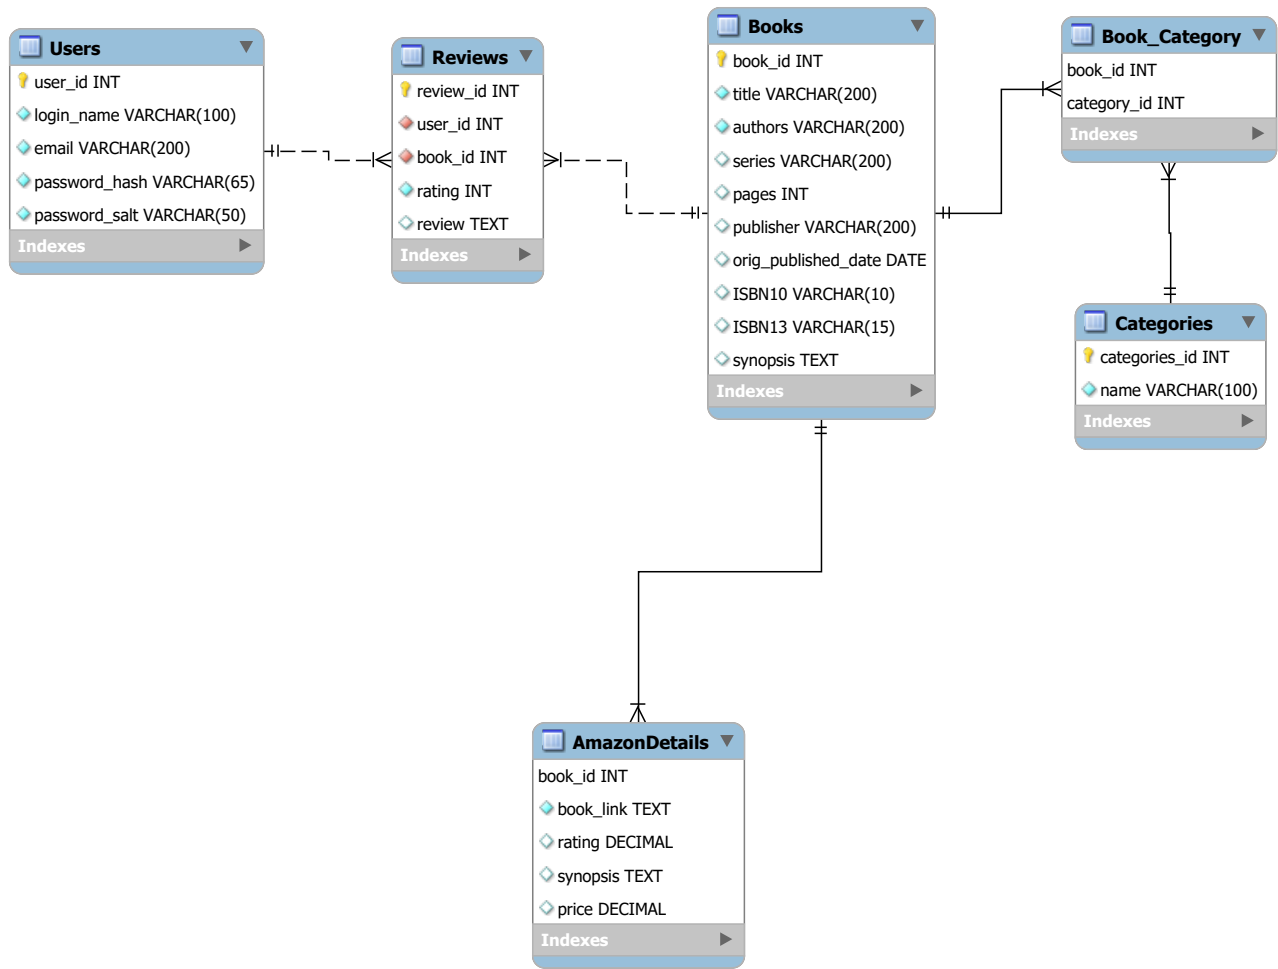 Users
user_id INT
login_name VARCHAR(100)
email VARCHAR(200)
password_hash VARCHAR(65)
password_salt VARCHAR(50)
Indexes
Reviews
review_id INT
user_id INT
book_id INT
rating INT
review TEXT
Indexes
Books
book_id INT
title VARCHAR(200)
authors VARCHAR(200)
series VARCHAR(200)
pages INT
publisher VARCHAR(200)
orig_published_date DATE
ISBN10 VARCHAR(10)
ISBN13 VARCHAR(15)
synopsis TEXT
Indexes
Book_Category
book_id INT
category_id INT
Indexes
Categories
categories_id INT
name VARCHAR(100)
Indexes
AmazonDetails
book_id INT
book_link TEXT
rating DECIMAL
synopsis TEXT
price DECIMAL
Indexes